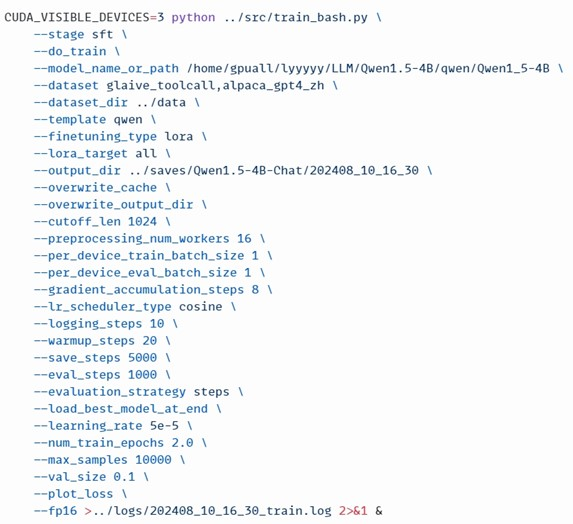 CUDA_VISIBLE_DEVICES=3 python ../src/train_bash.py \
--stage sft \
--do_train \
--model_name_or_path /home/gpuall/lyyyyy/LLM/Qwen1.5-4B/qwen/Qwen1_5-4B \
--dataset glaive_toolcall,alpaca_gpt4_zh \
--dataset_dir ../data \
--template qwen \
--finetuning_type lora \
--lora_target all \
--output_dir ../saves/Qwen1.5-4B-Chat/202408_10_16_30 \
--overwrite_cache \
--overwrite_output_dir \
--cutoff_len 1024 \
--preprocessing_num_workers 16 \
--per_device_train_batch_size 1 \
--per_device_eval_batch_size 1 \
--gradient_accumulation_steps 8 \
--lr_scheduler_type cosine \
--logging_steps 10 \
--warmup_steps 20 \
--save_steps 5000 \
--eval_steps 1000 \
--evaluation_strategy steps \
--load_best_model_at_end \
--learning_rate 5e-5 \
--num_train_epochs 2.0 \
--max_samples 10000 \
--val_size 0.1 \
--plot_loss \
--fp16 >../logs/202408_10_16_30_train.log 2>&1 &